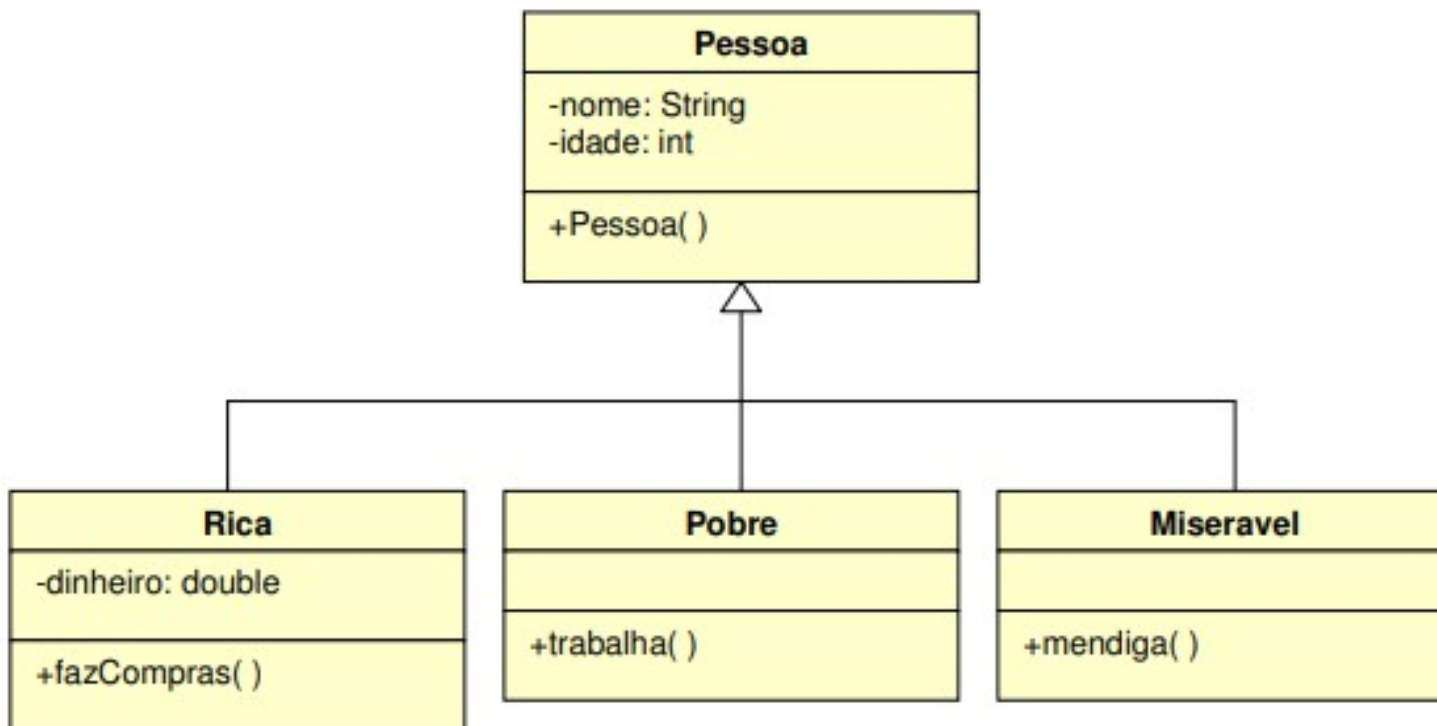 Pessoa
-nome: String
-idade: int
+Pessoa( )
Rica
-dinheiro: double
+fazCompras( )
Pobre
+trabalha( )
Miseravel
+mendiga( )